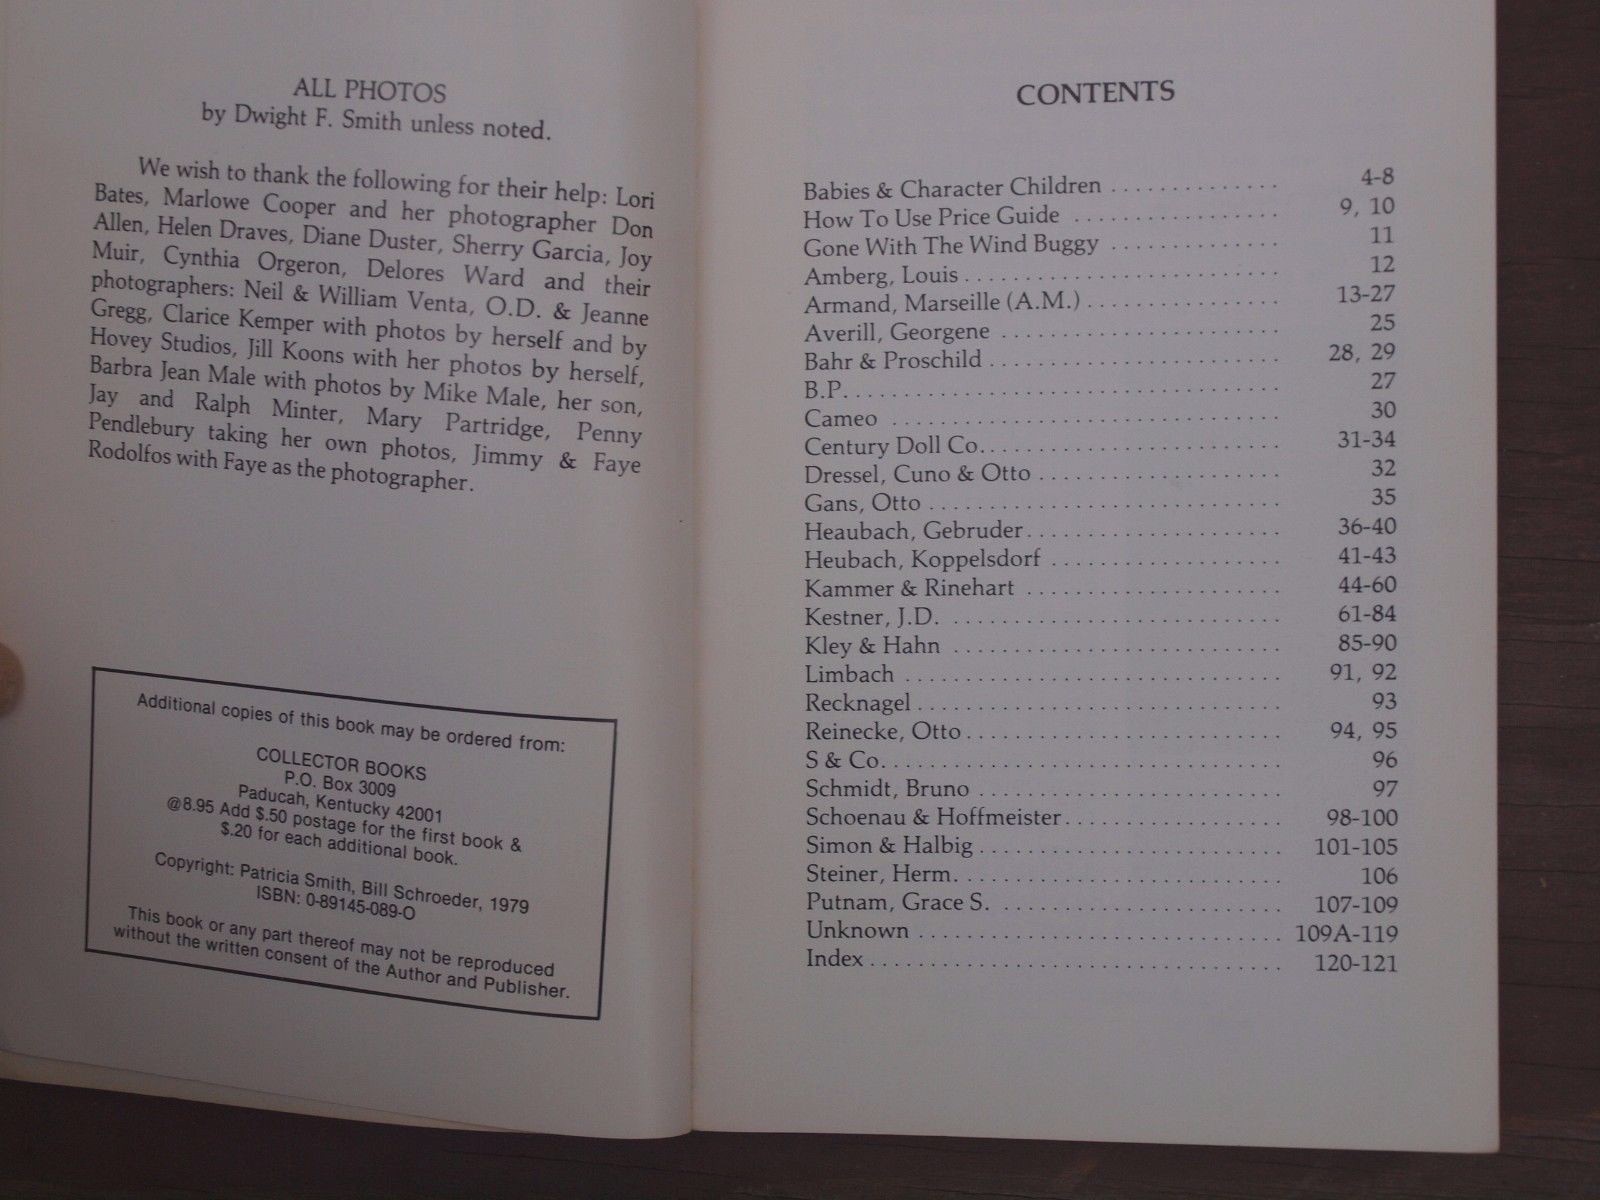 ALL PHOTOS
by Dwight F. Smith unless noted.
We wish to thank the following for their help: Lori
Bates, Marlowe Cooper and her photographer Don
Allen, Helen Draves, Diane Duster, Sherry Garcia, Joy
Muir, Cynthia Orgeron, Delores Ward and their
photographers: Neil & William Venta, O.D. & Jeanne
Gregg, Clarice Kemper with photos by herself and by
Hovey Studios, Jill Koons with her photos by herself,
Barbra Jean Male with photos by Mike Male, her son,
Jay and Ralph Minter, Mary Partridge, Penny
Pendlebury taking her own photos, Jimmy & Faye
Rodolfos with Faye as the photographer.
Additional copies of this book may be ordered from:
COLLECTOR BOOKS
P.O. Box 3009
Paducah, Kentucky 42001
@8.95 Add $.50 postage for the first book &
$.20 for each additional book.
Copyright: Patricia Smith, Bill Schroeder, 1979
ISBN: 0-89145-089-O
This book or any part thereof may not be reproduced
without the written consent of the Author and Publisher.
CONTENTS
Babies & Character Children .............. 4-8
How To Use Price Guide ................. 9, 10
Gone With The Wind Buggy .............. 11
Amberg, Louis.......................... 12
Armand, Marseille (A.M.)................ 13-27
Averill, Georgene ....................... 25
Bahr & Proschild........................ 28, 29
B.P.................................... 27
Cameo ................................ 30
Century Doll Co......................... 31-34
Dressel, Cuno & Otto .................... 32
Gans, Otto............................. 35
Heaubach, Gebruder..................... 36-40
Heubach, Koppelsdorf ................... 41-43
Kammer & Rinehart ..................... 44-60
Kestner, J.D. ........................... 61-84
Kley & Hahn ........................... 85-90
Limbach ............................... 91, 92
Recknagel.............................. 93
Reinecke, Otto.......................... 94, 95
S & Co................................. 96
Schmidt, Bruno ......................... 97
Schoenau & Hoffmeister.................. 98-100
Simon & Halbig......................... 101-105
Steiner, Herm........................... 106
Putnam, Grace S. ....................... 107-109
Unknown .............................. 109A-119
Index.................................. 120-121